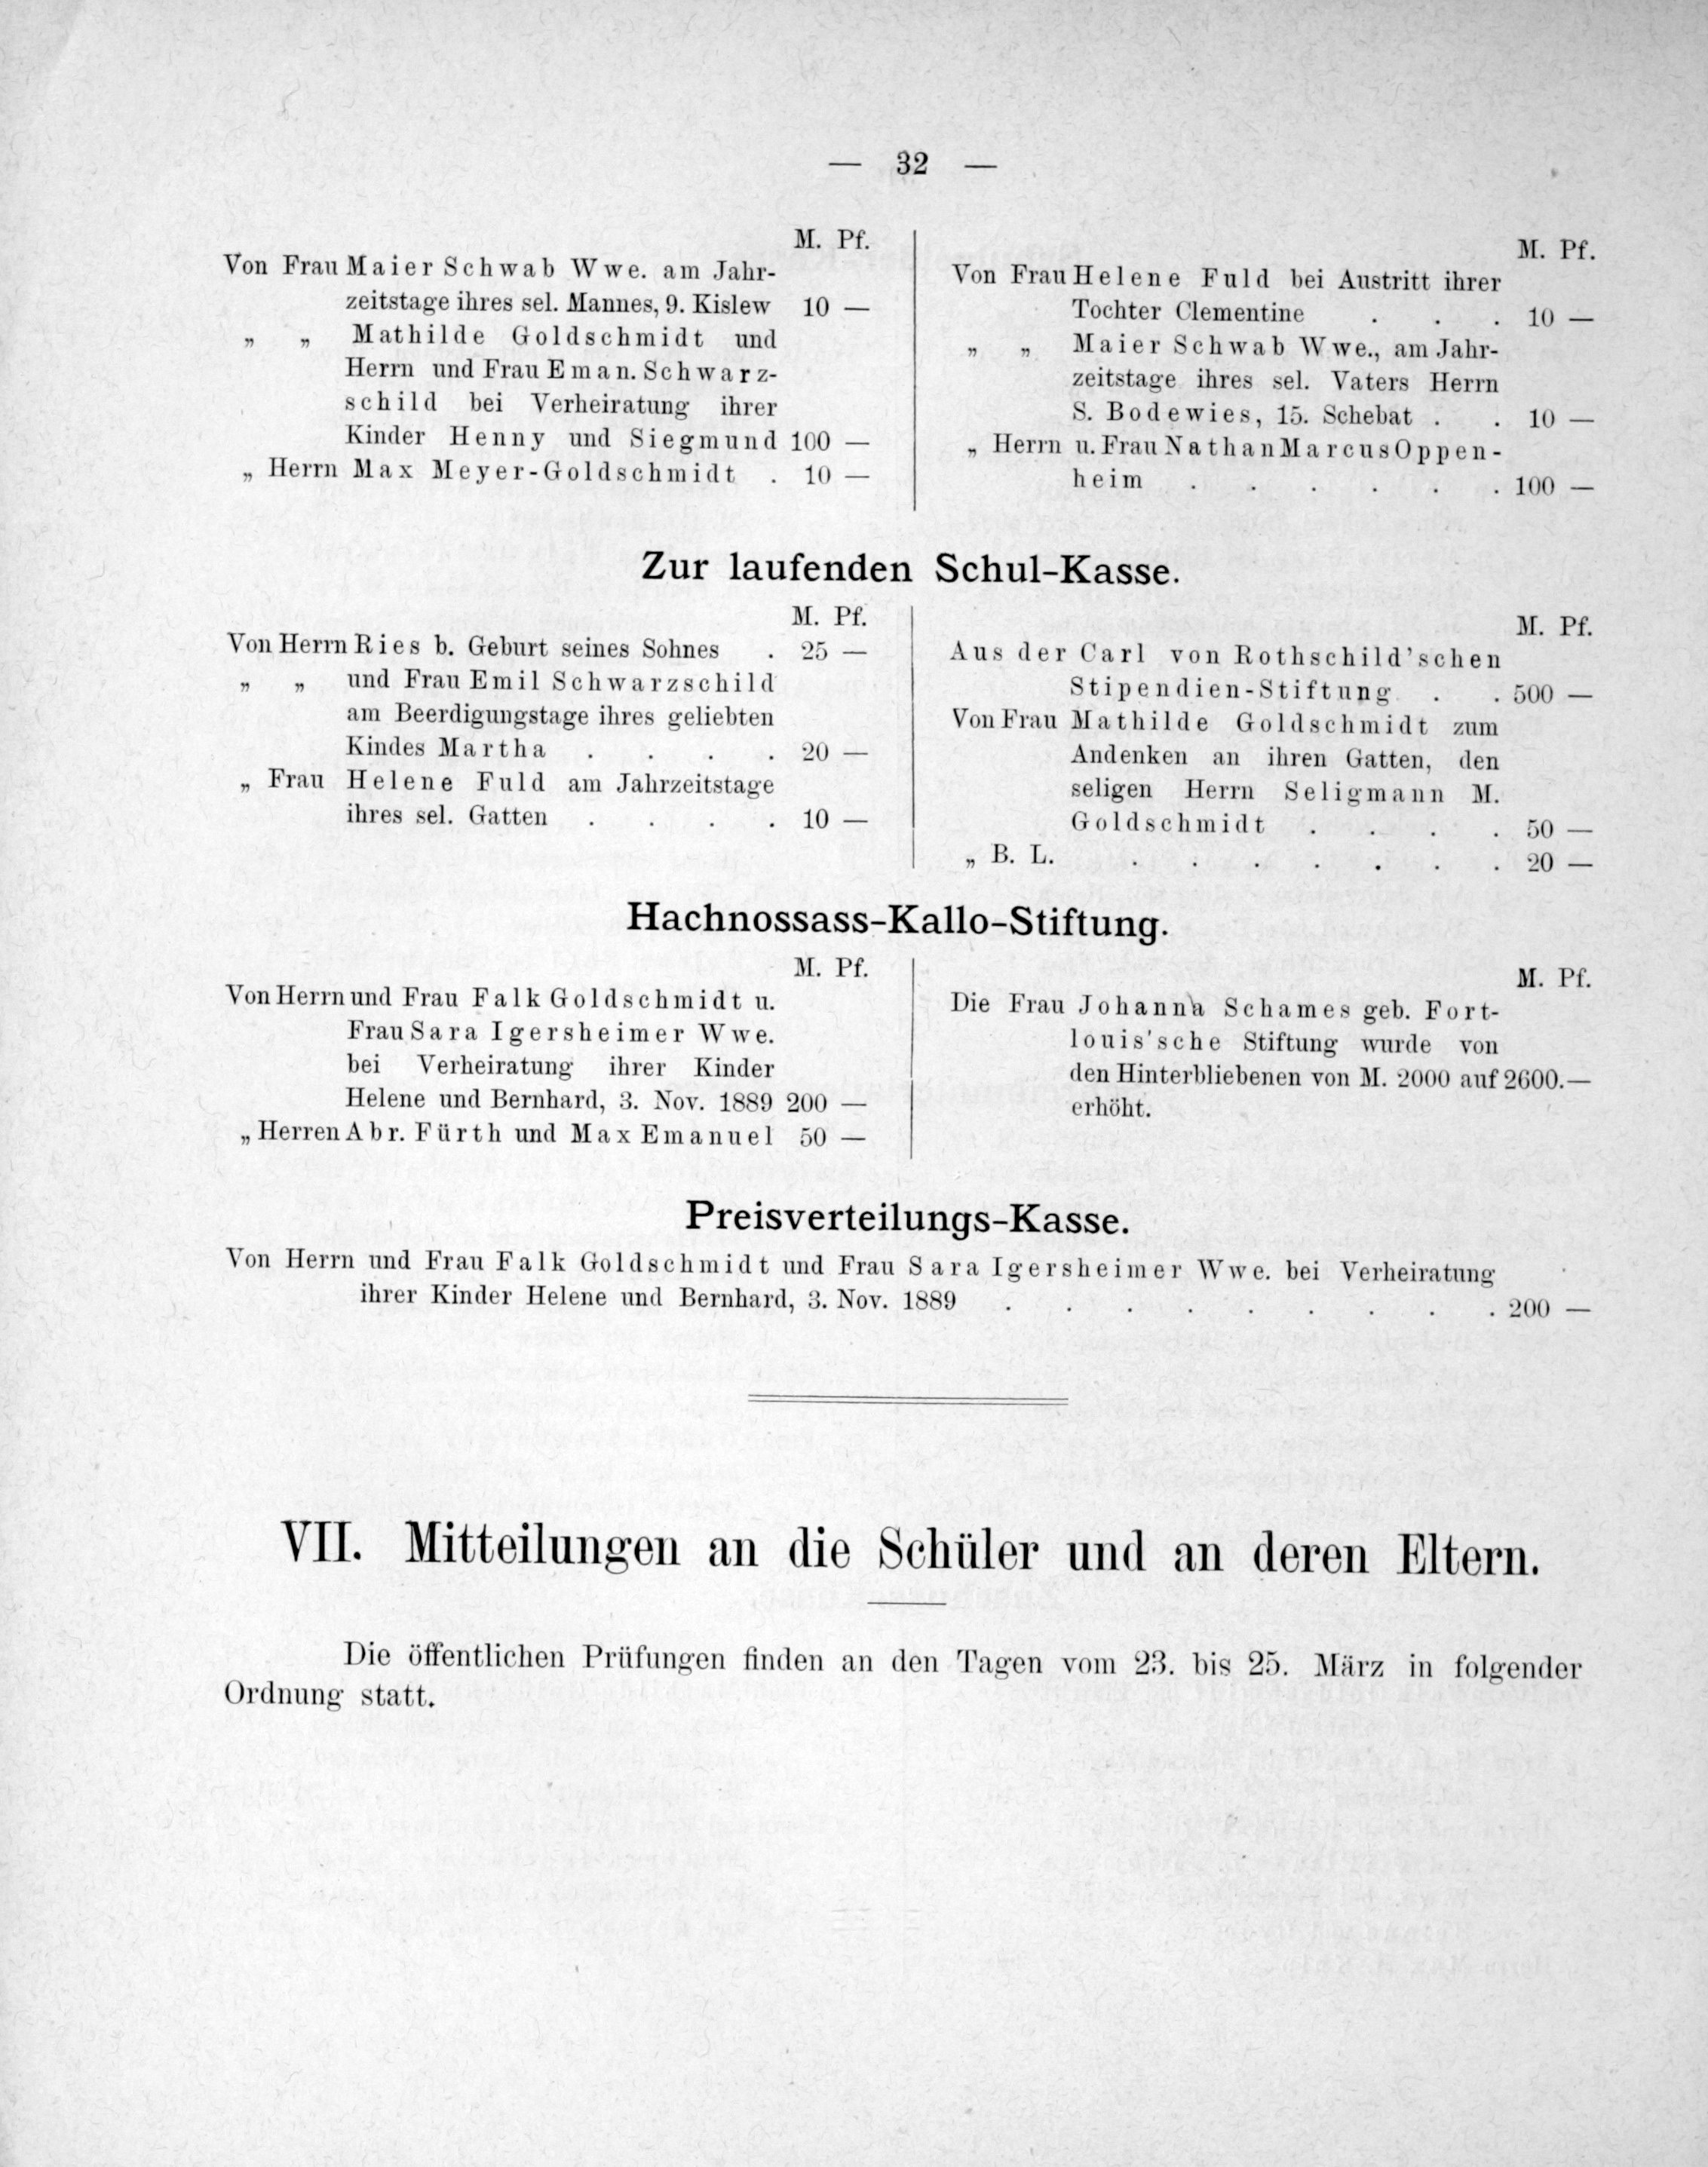 — 32 —
M. Pf.
Von Frau Maier Schwab Wwe. am Jahr-
zeitstage ihres sel. Mannes, 9. Kislew 10 —
„ „ Mathilde Goldschmidt und
Herrn und Frau Eman. Schwarz-
schild bei Verheiratung ihrer
Kinder Henny und Siegmund 100 —
„ Herrn Max Meyer-Goldschmidt . 10 —
M. Pf.
Von Frau Helene Fuld bei Austritt ihrer
Tochter Clementine . . . 10 —
„ „ Maier Schwab Wwe., am Jahr-
zeitstage ihres sel. Vaters Herrn
S. Bodewies, 15. Schebat . . 10 —
„ Herrn u. Frau Nathan Marcus Oppen-
heim . . . . . . 100 —
Zur laufenden Schul-Kasse.
M. Pf.
Von Herrn Ries b. Geburt seines Sohnes . 25 —
„ „ und Frau Emil Schwarzschild
am Beerdigungstage ihres geliebten
Kindes Martha . . . . 20 —
„ Frau Helene Fuld am Jahrzeitstage
ihres sel. Gatten . . . . 10 —
M. Pf.
Aus der Carl von Rothschild'schen
Stipendien-Stiftung . . 500 —
Von Frau Mathilde Goldschmidt zum
Andenken an ihren Gatten, den
seligen Herrn Seligmann M.
Goldschmidt . . . . 50 —
„ B. L. . . . . . . . 20 —
Hachnossass-Kallo-Stiftung.
M. Pf.
Von Herrn und Frau Falk Goldschmidt u.
Frau Sara Igersheimer Wwe.
bei Verheiratung ihrer Kinder
Helene und Bernhard, 3. Nov. 1889 200 —
„ Herren Abr. Fürth und Max Emanuel 50 —
M. Pf.
Die Frau Johanna Schames geb. Fort-
louis'sche Stiftung wurde von
den Hinterbliebenen von M. 2000 auf 2600.—
erhöht.
Preisverteilungs-Kasse.
Von Herrn und Frau Falk Goldschmidt und Frau Sara Igersheimer Wwe. bei Verheiratung
ihrer Kinder Helene und Bernhard, 3. Nov. 1889 . . . . . . . . . 200 —
VII. Mitteilungen an die Schüler und an deren Eltern.
Die öffentlichen Prüfungen finden an den Tagen vom 23. bis 25. März in folgender
Ordnung statt.